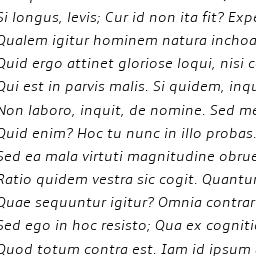 Si longus, levis; Cur id non ita fit? Expe
Qualem igitur hominem natura inchoa
Quid ergo attinet gloriose loqui, nisi c
Qui est in parvis malis. Si quidem, inqu
Non laboro, inquit, de nomine. Sed me
Quid enim? Hoc tu nunc in illo probas.
Sed ea mala virtuti magnitudine obrue
Ratio quidem vestra sic cogit. Quantur
Quae sequuntur igitur? Omnia contrar
Sed ego in hoc resisto; Qua ex cogniti
Quod totum contra est. Iam id ipsum